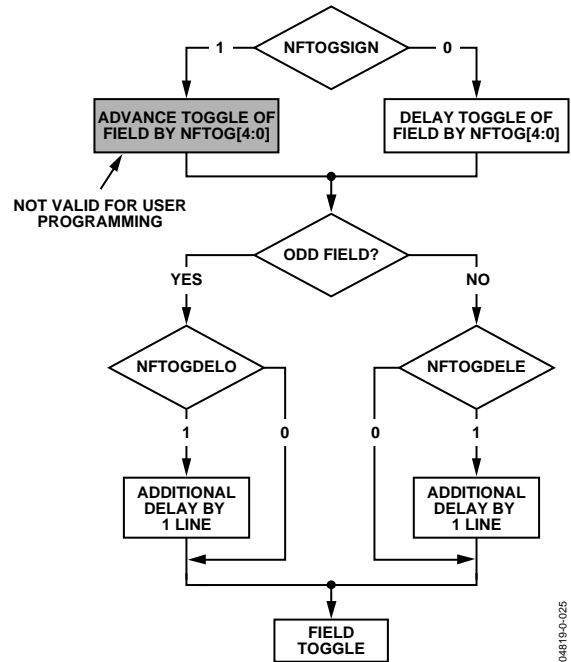 NFTOGSIGN
1
0
ADVANCE TOGGLE OF
FIELD BY NFTOG[4:0]
DELAY TOGGLE OF
FIELD BY NFTOG[4:0]
NOT VALID FOR USER
PROGRAMMING
ODD FIELD?
YES
NO
NFTOGDELO
NFTOGDELE
1
0
0
1
ADDITIONAL
DELAY BY
1 LINE
ADDITIONAL
DELAY BY
1 LINE
FIELD
TOGGLE
04819-0-025